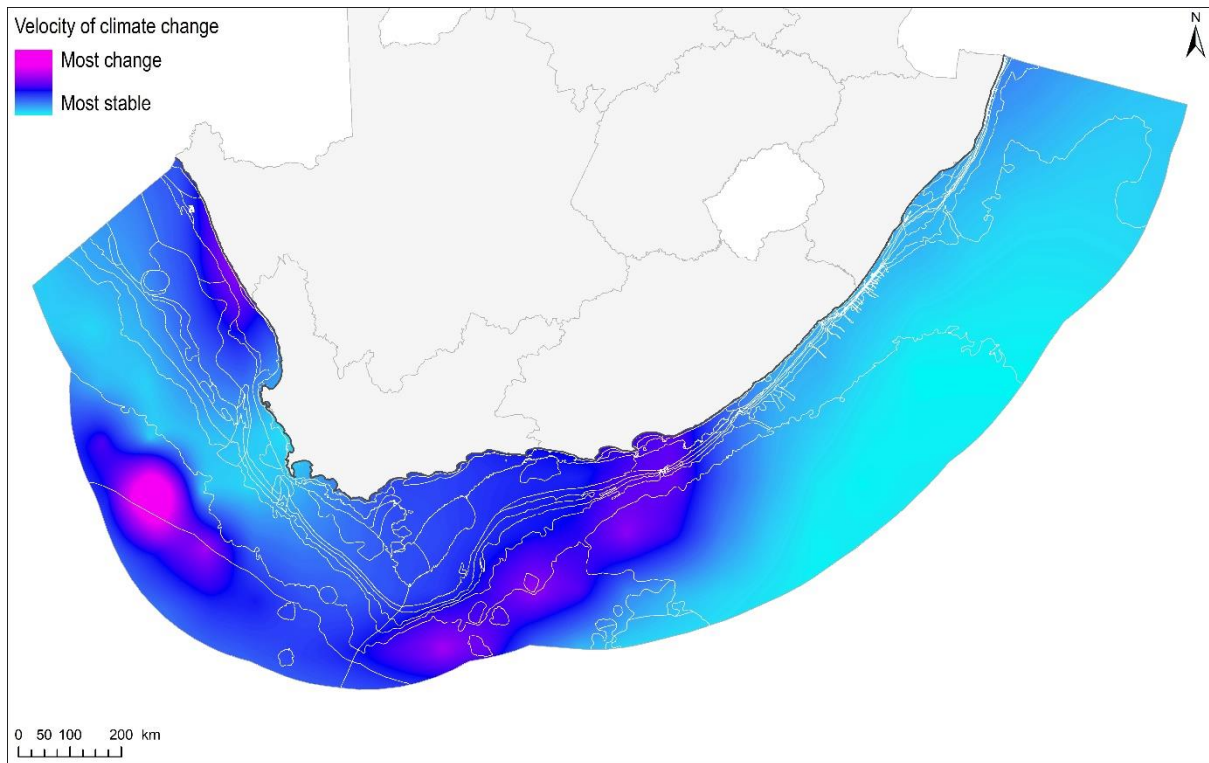 Velocity of climate change
Most change
Most stable
N
0 50 100 200 km